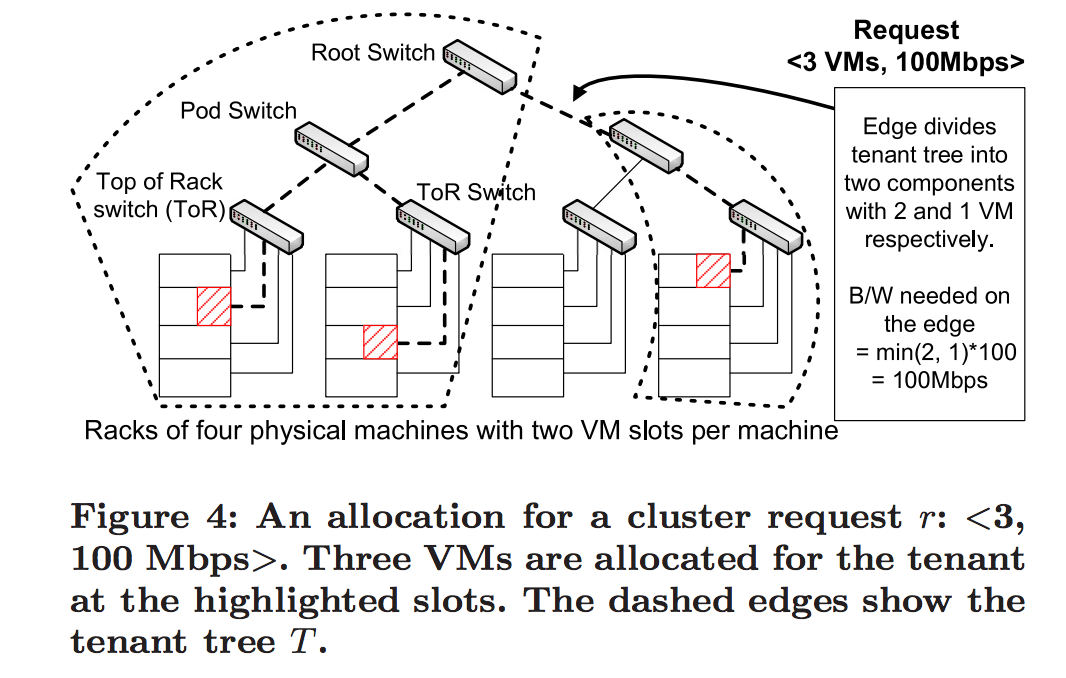 Request
<3 VMs, 100Mbps>
Root Switch
Pod Switch
Top of Rack
switch (ToR)
ToR Switch
Edge divides
tenant tree into
two components
with 2 and 1 VM
respectively.
B/W needed on
the edge
= min(2, 1)*100
= 100Mbps
Racks of four physical machines with two VM slots per machine
Figure 4: An allocation for a cluster request r: <3,
100 Mbps>. Three VMs are allocated for the tenant
at the highlighted slots. The dashed edges show the
tenant tree T.